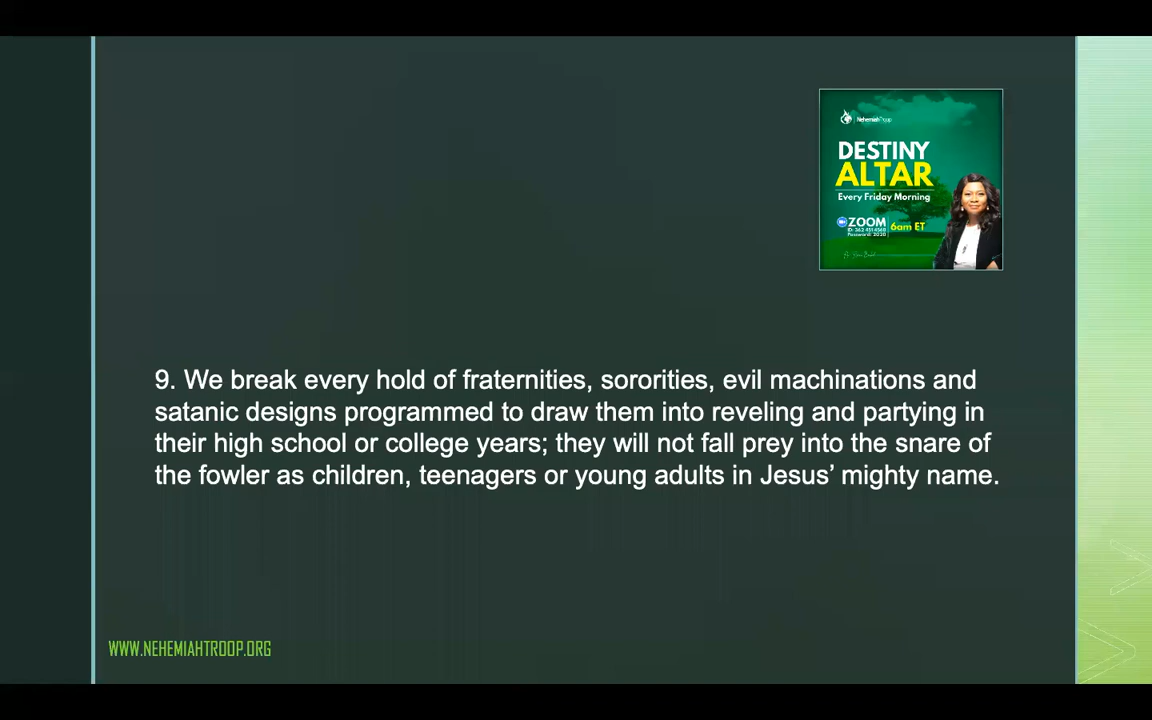 NehemiahTroop
DESTINY
ALTAR
Every Friday Morning
ZOOM
6am ET
Password: 2020
9. We break every hold of fraternities, sororities, evil machinations and
satanic designs programmed to draw them into reveling and partying in
their high school or college years; they will not fall prey into the snare of
the fowler as children, teenagers or young adults in Jesus’ mighty name.
WWW.NEHEMIAHTROOP.ORG